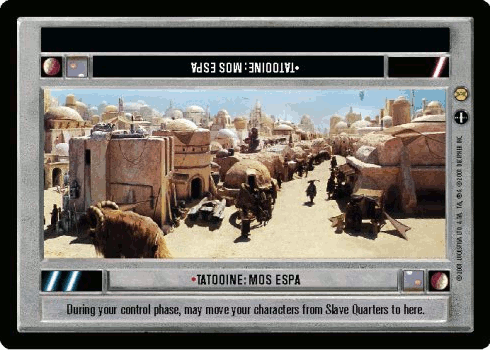 •TATOOINE: MOS ESPA
•TATOOINE: MOS ESPA
During your control phase, may move your characters from Slave Quarters to here.